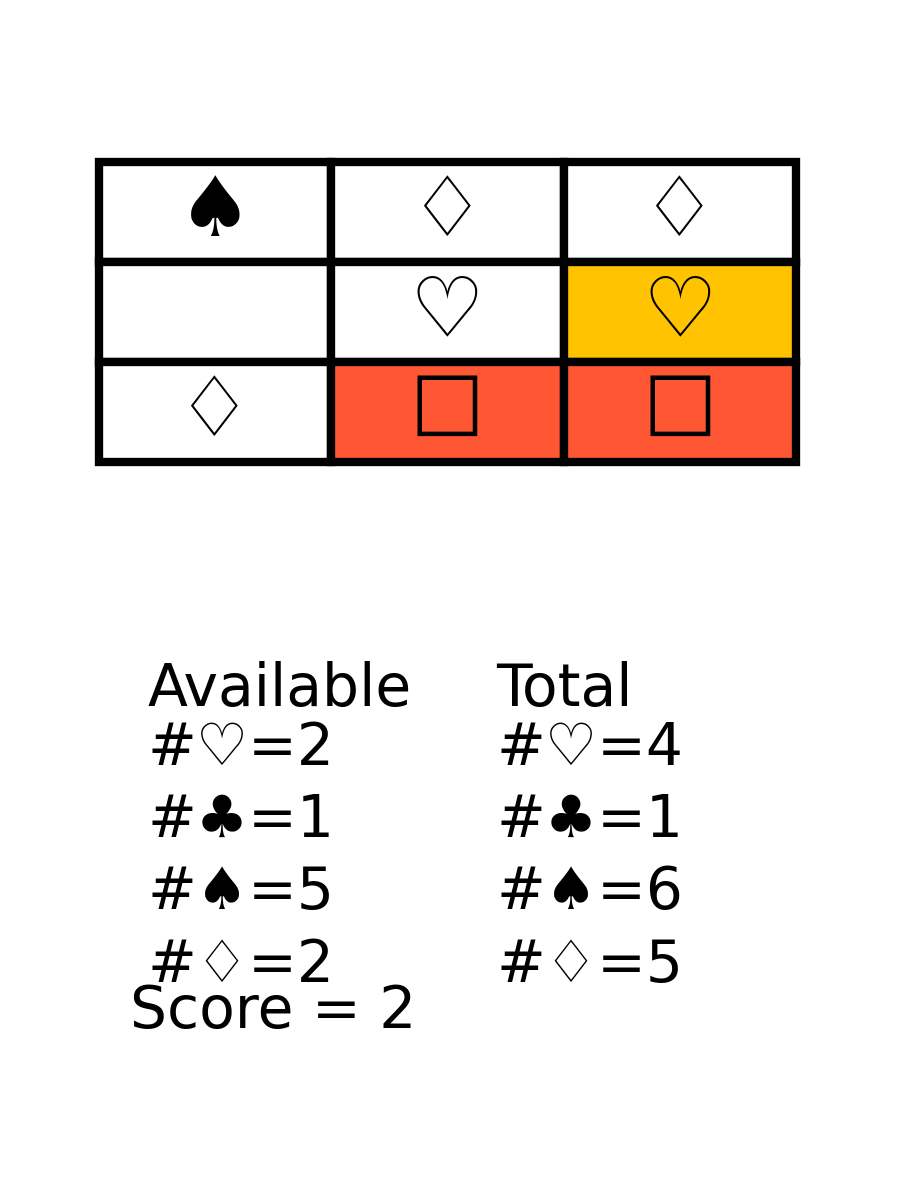 ♠ ♢ ♢
♡ ♡
♢ □ □
Available Total
#♡=2 #♡=4
#♣=1 #♣=1
#♠=5 #♠=6
#♢=2 #♢=5
Score = 2